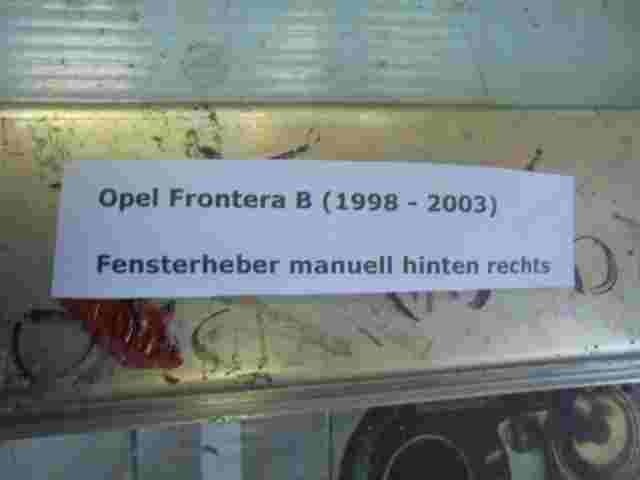 Opel Frontera B (1998 - 2003)
Fensterheber manuell hinten rechts